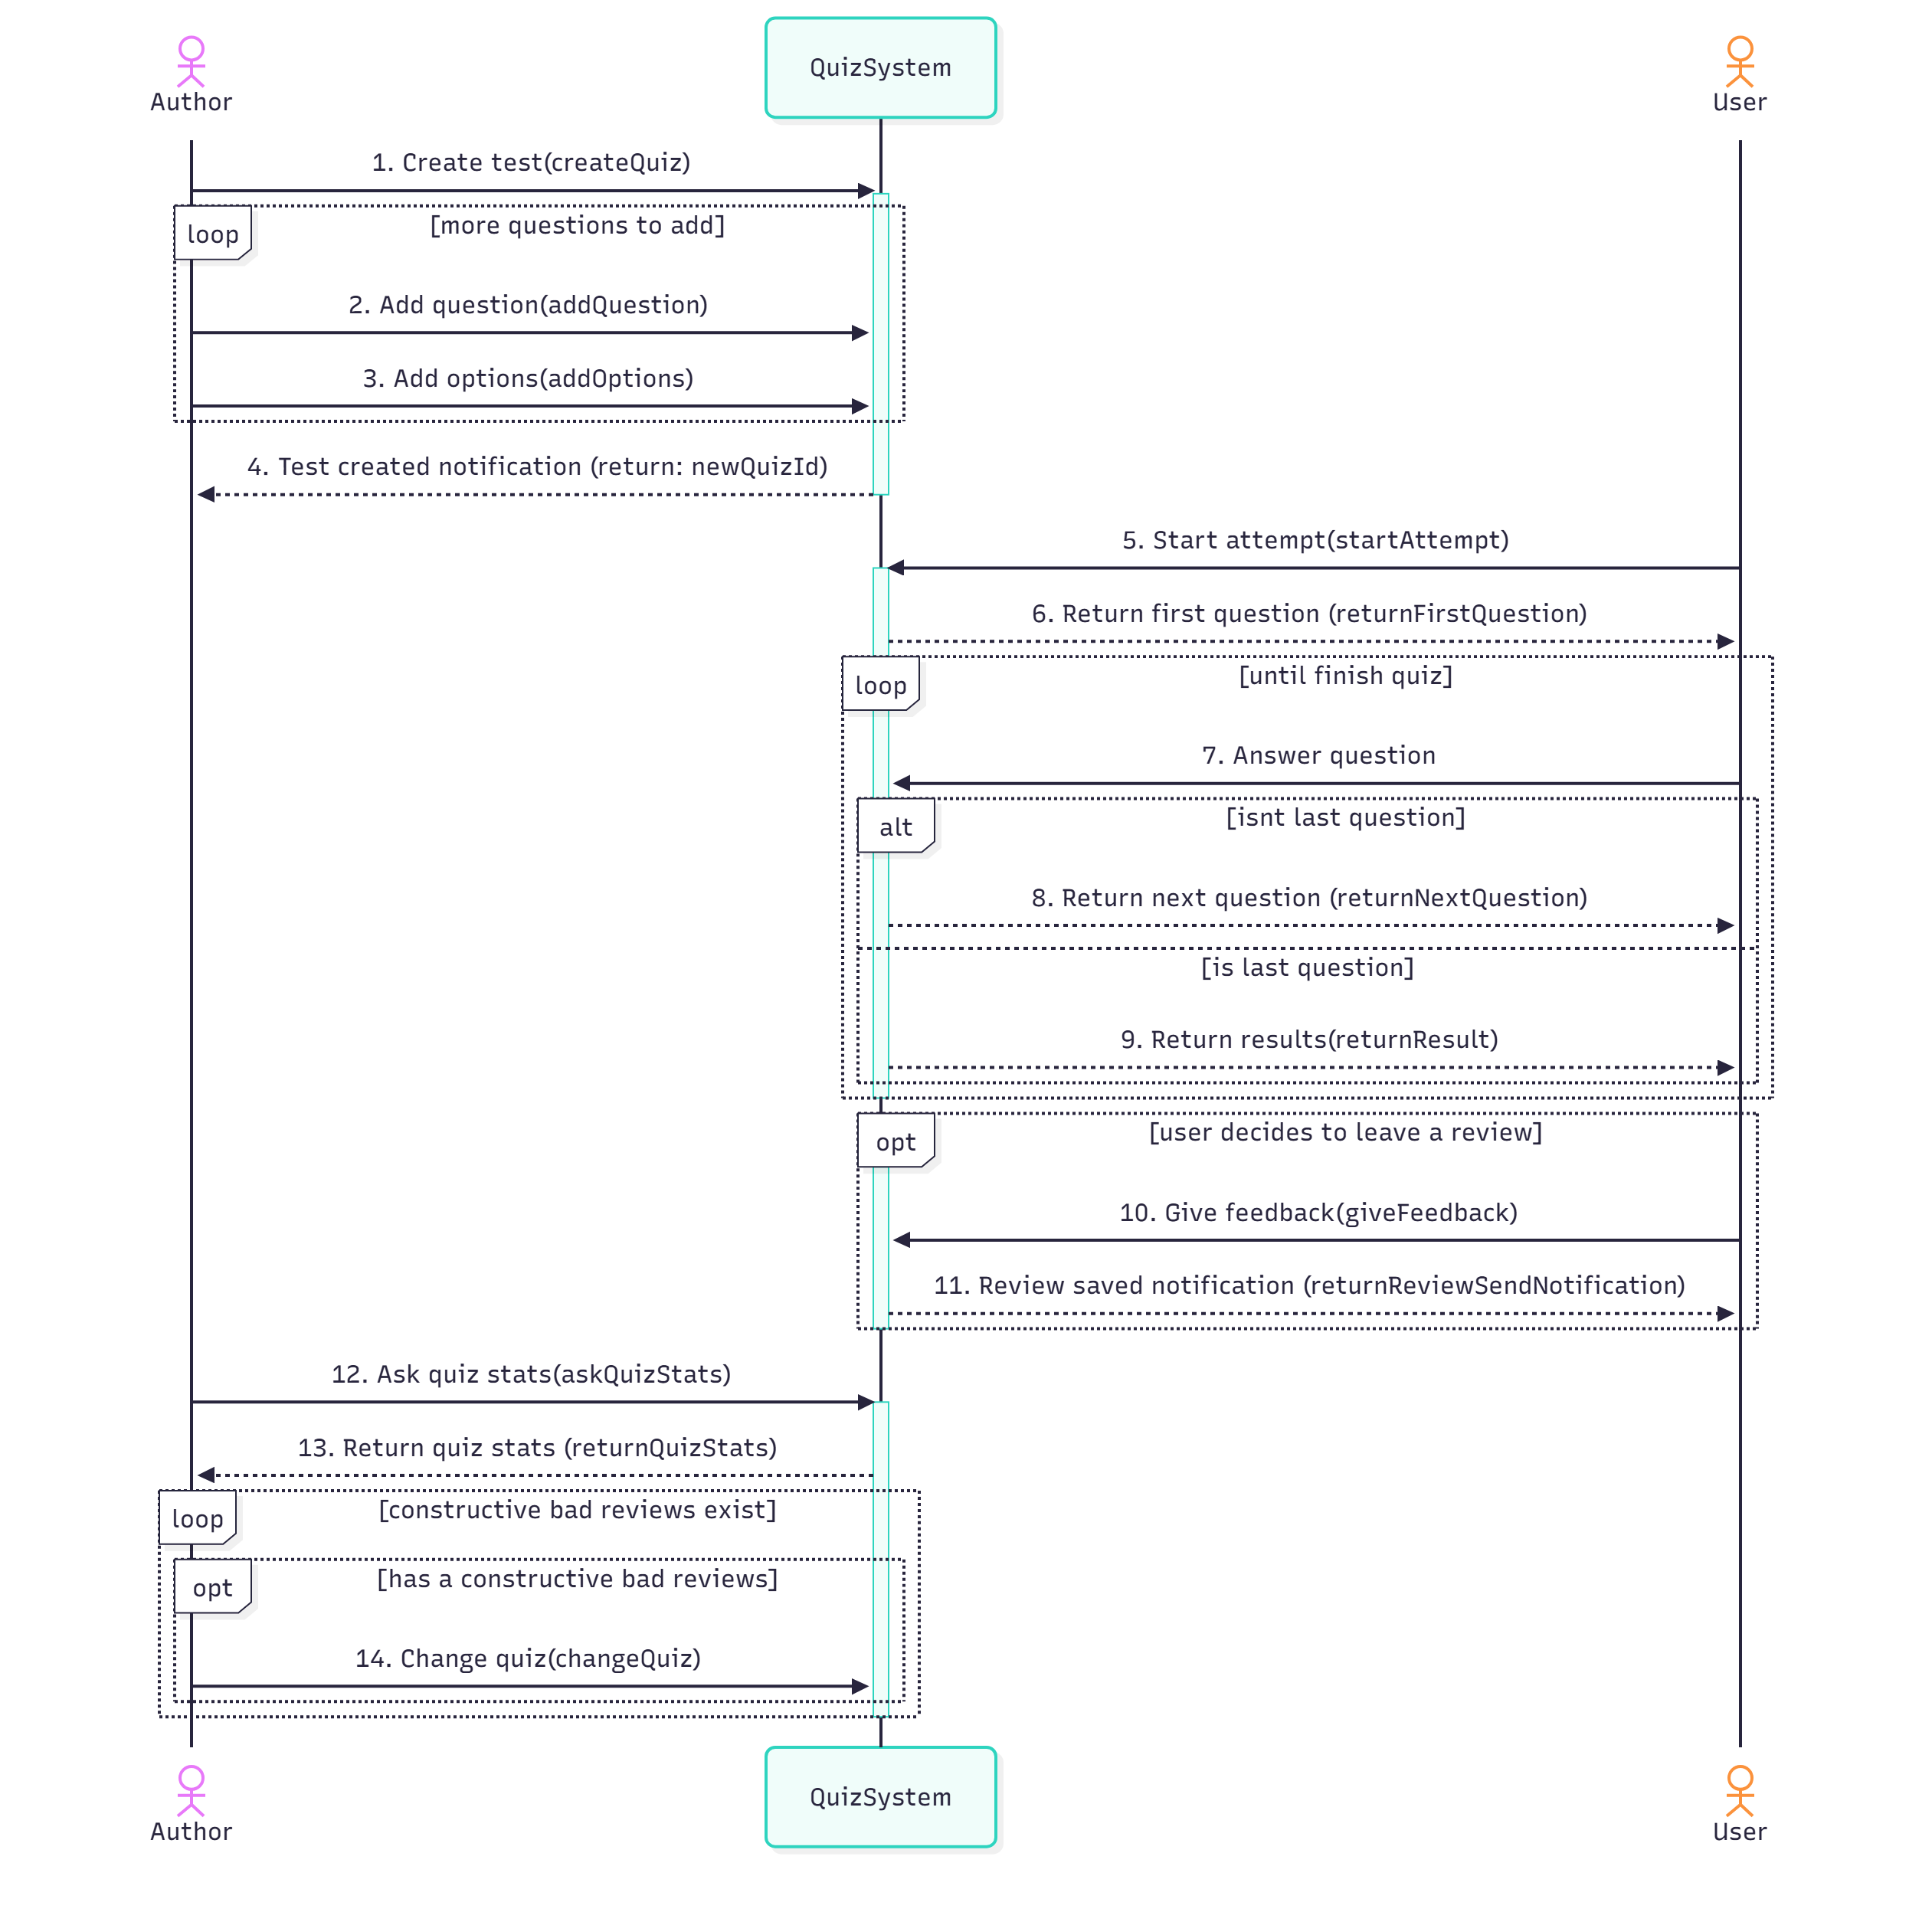 Author
QuizSystem
User
1. Create test(createQuiz)
loop
[more questions to add]
2. Add question(addQuestion)
3. Add options(addOptions)
4. Test created notification (return: newQuizId)
5. Start attempt(startAttempt)
6. Return first question (returnFirstQuestion)
loop
[until finish quiz]
7. Answer question
alt
[isnt last question]
8. Return next question (returnNextQuestion)
[is last question]
9. Return results(returnResult)
opt
[user decides to leave a review]
10. Give feedback(giveFeedback)
11. Review saved notification (returnReviewSendNotification)
12. Ask quiz stats(askQuizStats)
13. Return quiz stats (returnQuizStats)
loop
[constructive bad reviews exist]
opt
[has a constructive bad reviews]
14. Change quiz(changeQuiz)
Author
QuizSystem
User